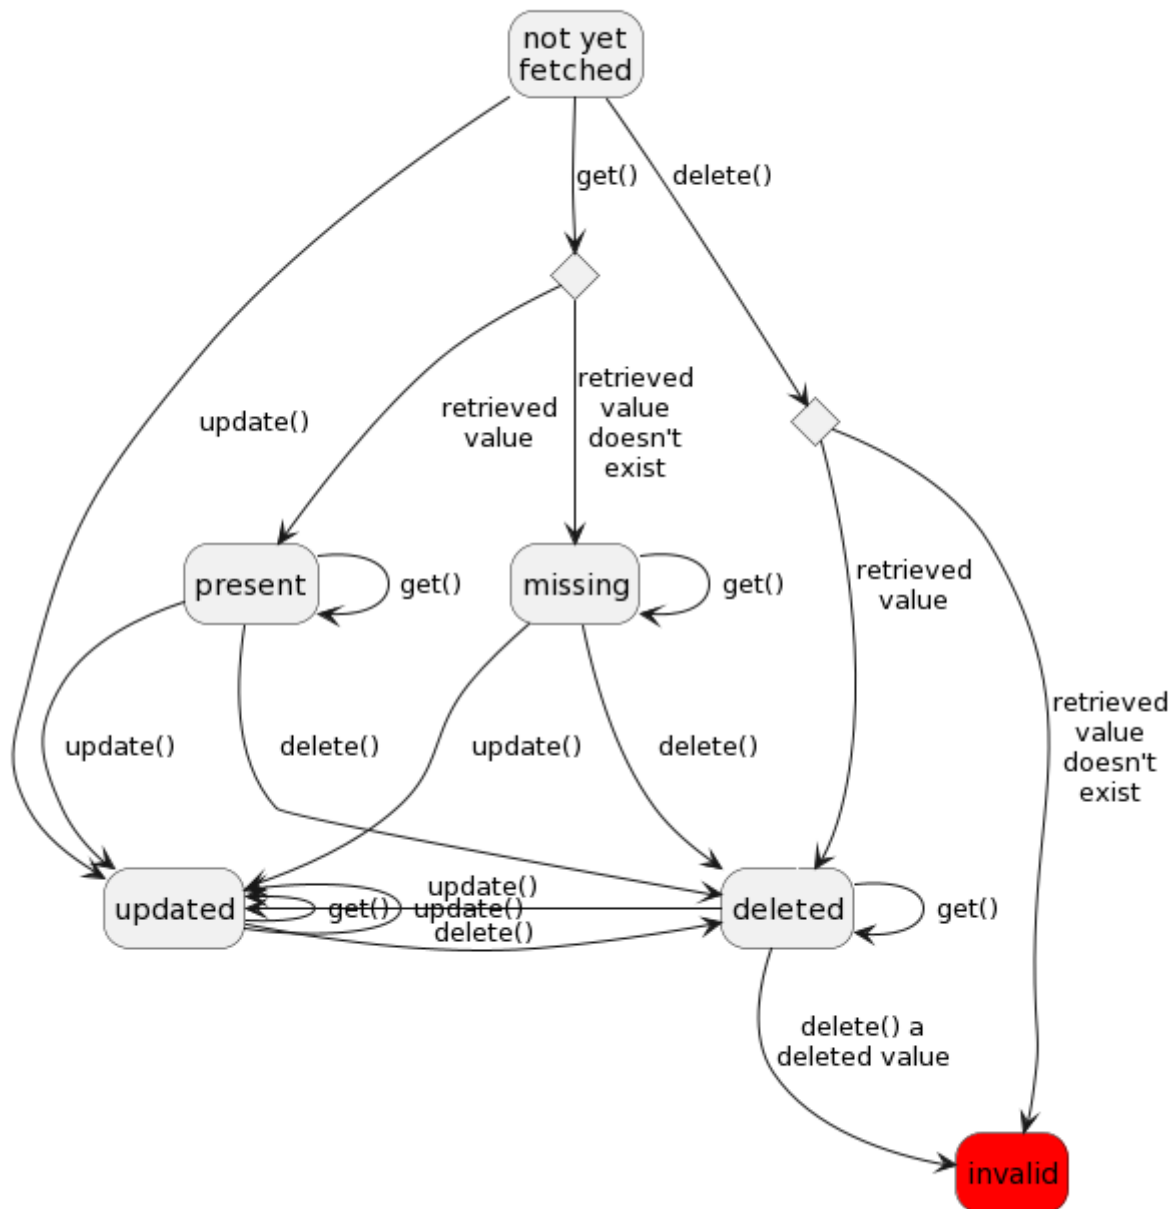 not yet
fetched
get()
delete()
update()
retrieved
value
retrieved
value
doesn't
exist
retrieved
value
present
get()
missing
get()
retrieved
value
doesn't
exist
update()
delete()
update()
delete()
updated
get()
update()
update()
delete()
deleted
get()
delete() a
deleted value
invalid